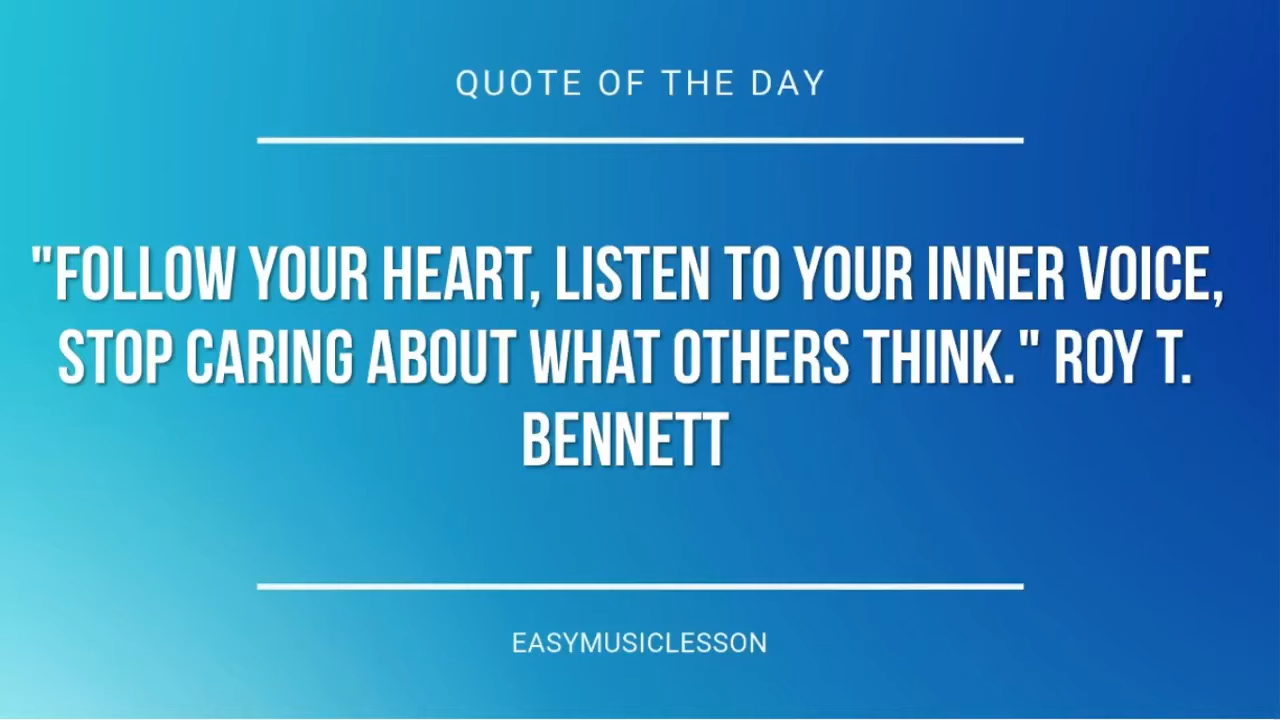 QUOTE OF THE DAY
"FOLLOW YOUR HEART, LISTEN TO YOUR INNER VOICE,
STOP CARING ABOUT WHAT OTHERS THINK." ROY T.
BENNETT
EASYMUSICLESSON